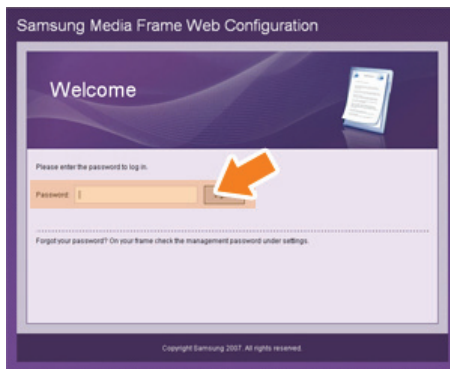 Samsung Media Frame Web Configuration
Welcome
Please enter the password to log in.
Password:
Forgot your password? On your frame check the management password under settings.
Copyright Samsung 2007. All rights reserved.